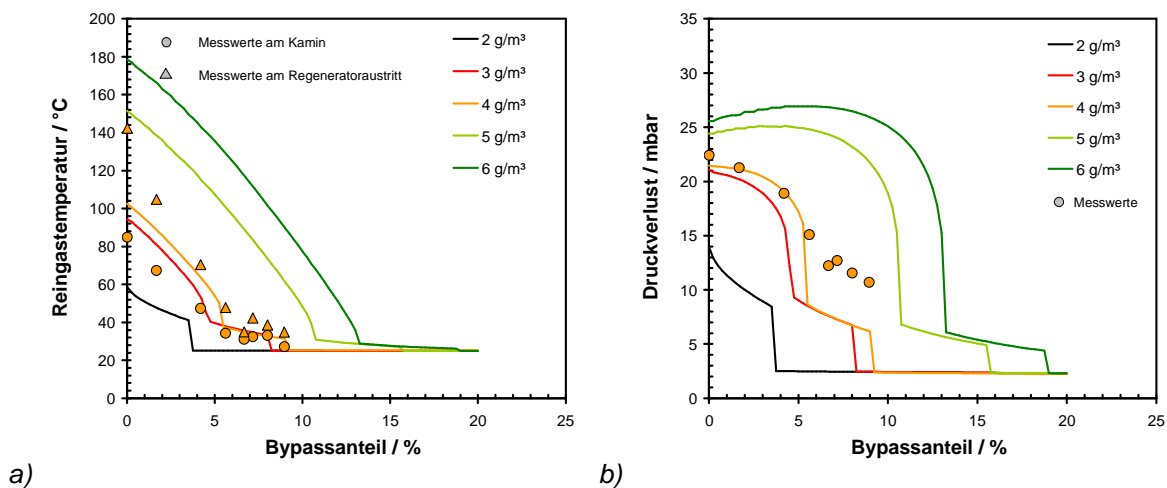 200
180
160
140
120
100
80
60
40
20
0
Reingastemperatur / °C
Messwerte am Kamin
Messwerte am Regeneratoraustritt
2 g/m³
3 g/m³
4 g/m³
5 g/m³
6 g/m³
0 5 10 15 20 25
Bypassanteil / %
a)
35
30
25
20
15
10
5
0
Druckverlust / mbar
2 g/m³
3 g/m³
4 g/m³
5 g/m³
6 g/m³
Messwerte
0 5 10 15 20 25
Bypassanteil / %
b)